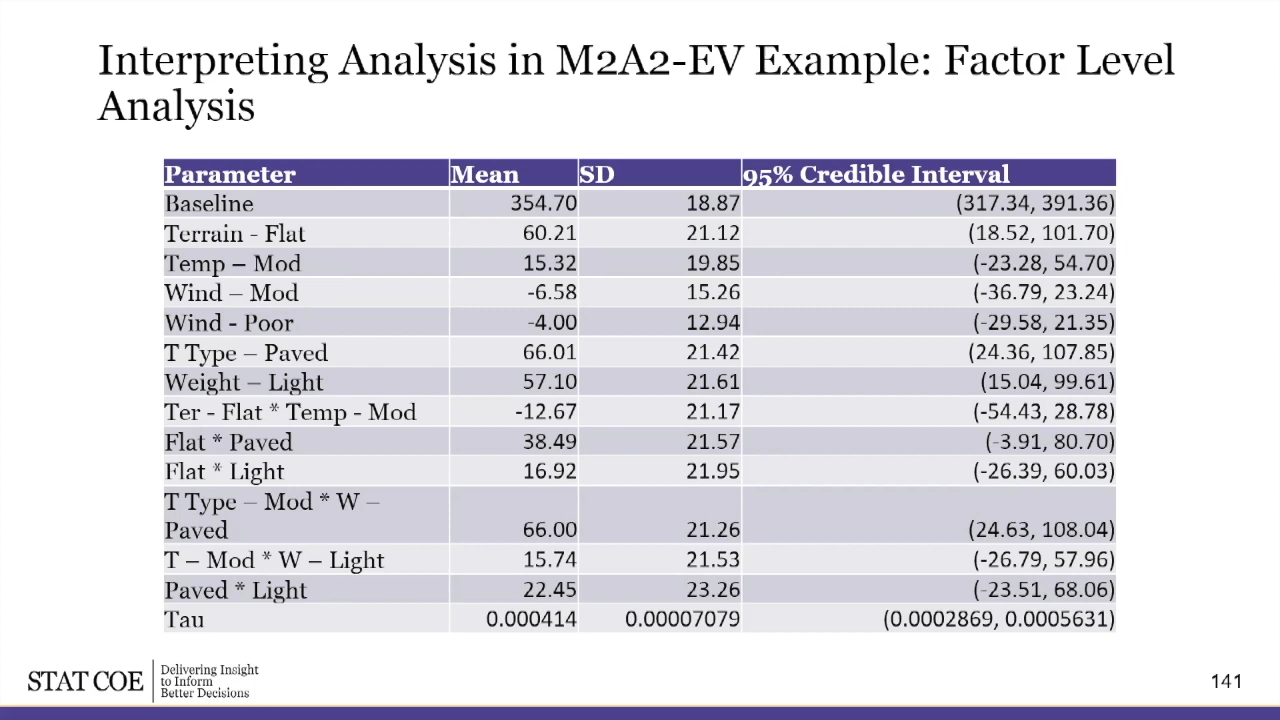 Interpreting Analysis in M2A2-EV Example: Factor Level
Analysis
Parameter Mean SD 95% Credible Interval
Baseline 354.70 18.87 (317.34, 391.36)
Terrain - Flat 60.21 21.12 (18.52, 101.70)
Temp – Mod 15.32 19.85 (-23.28, 54.70)
Wind – Mod -6.58 15.26 (-36.79, 23.24)
Wind - Poor -4.00 12.94 (-29.58, 21.35)
T Type – Paved 66.01 21.42 (24.36, 107.85)
Weight – Light 57.10 21.61 (15.04, 99.61)
Ter - Flat * Temp - Mod -12.67 21.17 (-54.43, 28.78)
Flat * Paved 38.49 21.57 (-3.91, 80.70)
Flat * Light 16.92 21.95 (-26.39, 60.03)
T Type – Mod * W –
Paved 66.00 21.26 (24.63, 108.04)
T – Mod * W – Light 15.74 21.53 (-26.79, 57.96)
Paved * Light 22.45 23.26 (-23.51, 68.06)
Tau 0.000414 0.00007079 (0.0002869, 0.0005631)
STAT COE
Delivering Insight
to Inform
Better Decisions
141